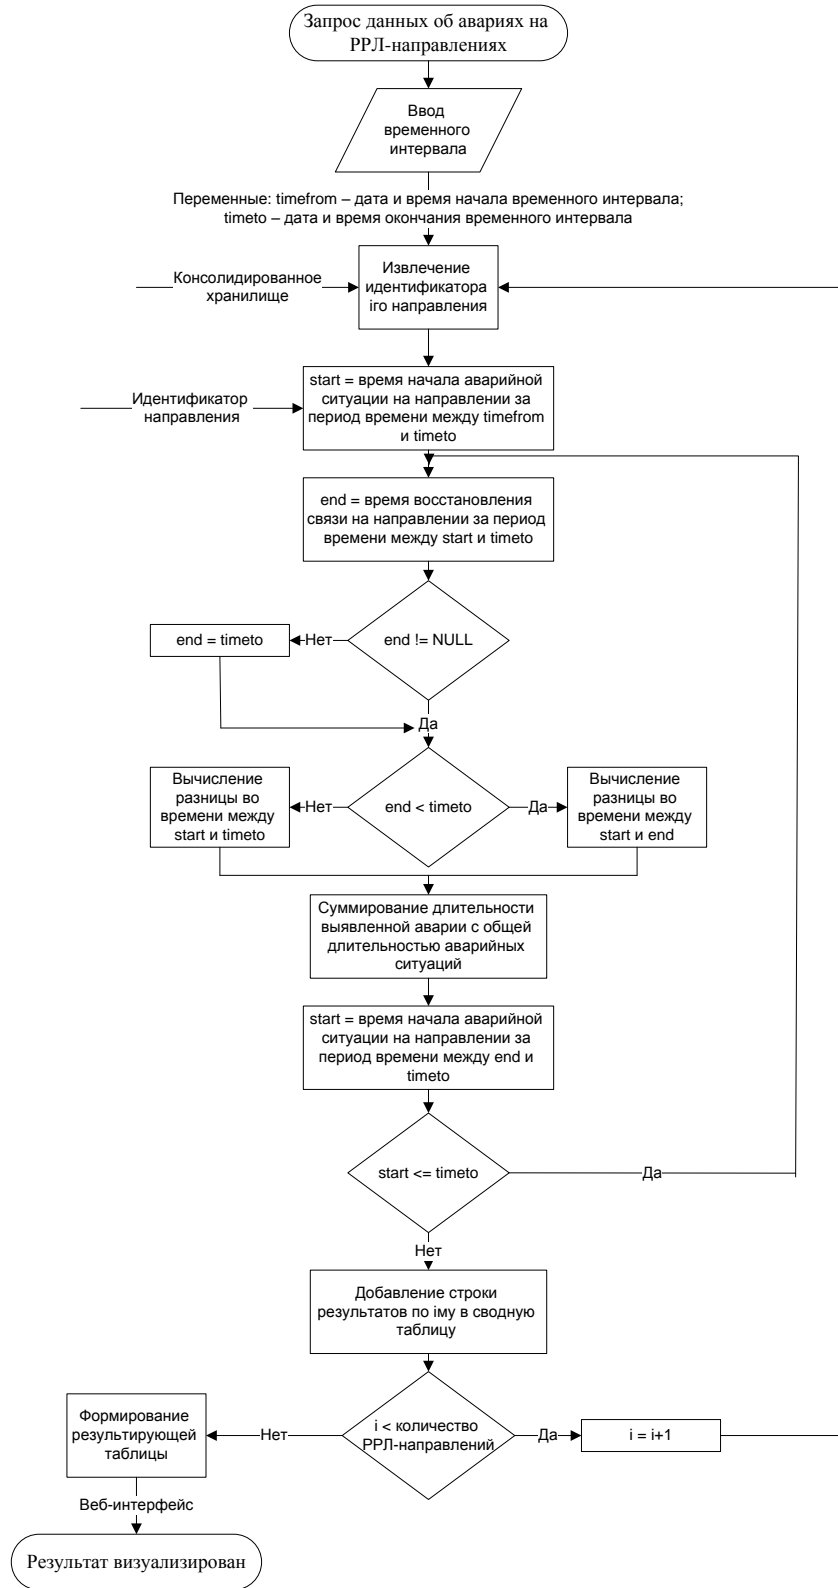 Запрос данных об авариях на
РРЛ-направлениях
Ввод
временного
интервала
Переменные: timefrom – дата и время начала временного интервала;
timeto – дата и время окончания временного интервала
Консолидированное
хранилище
Извлечение
идентификатора
iго направления
Идентификатор
направления
start = время начала аварийной
ситуации на направлении за
период времени между timefrom
и timeto
end = время восстановления
связи на направлении за период
времени между start и timeto
end != NULL
Нет
end = timeto
Да
end < timeto
Нет
Вычисление
разницы во
времени между
start и timeto
Да
Вычисление
разницы во
времени между
start и end
Суммирование длительности
выявленной аварии с общей
длительностью аварийных
ситуаций
start = время начала аварийной
ситуации на направлении за
период времени между end и
timeto
start <= timeto
Да
Нет
Добавление строки
результатов по iму в сводную
таблицу
i < количество
РРЛ-направлений
Да
i = i+1
Нет
Формирование
результирующей
таблицы
Веб-интерфейс
Результат визуализирован